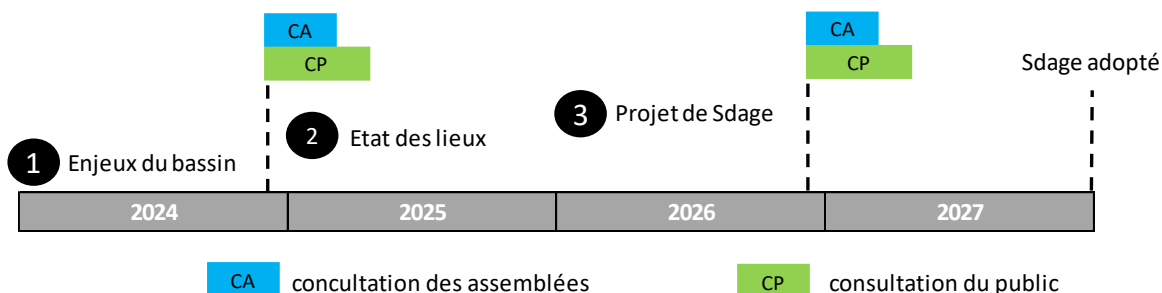 CA
CA
CP
CP
Sdage adopté
3 Projet de Sdage
2 Etat des lieux
1 Enjeux du bassin
2024 2025 2026 2027
CA concultation des assemblées
CP consultation du public